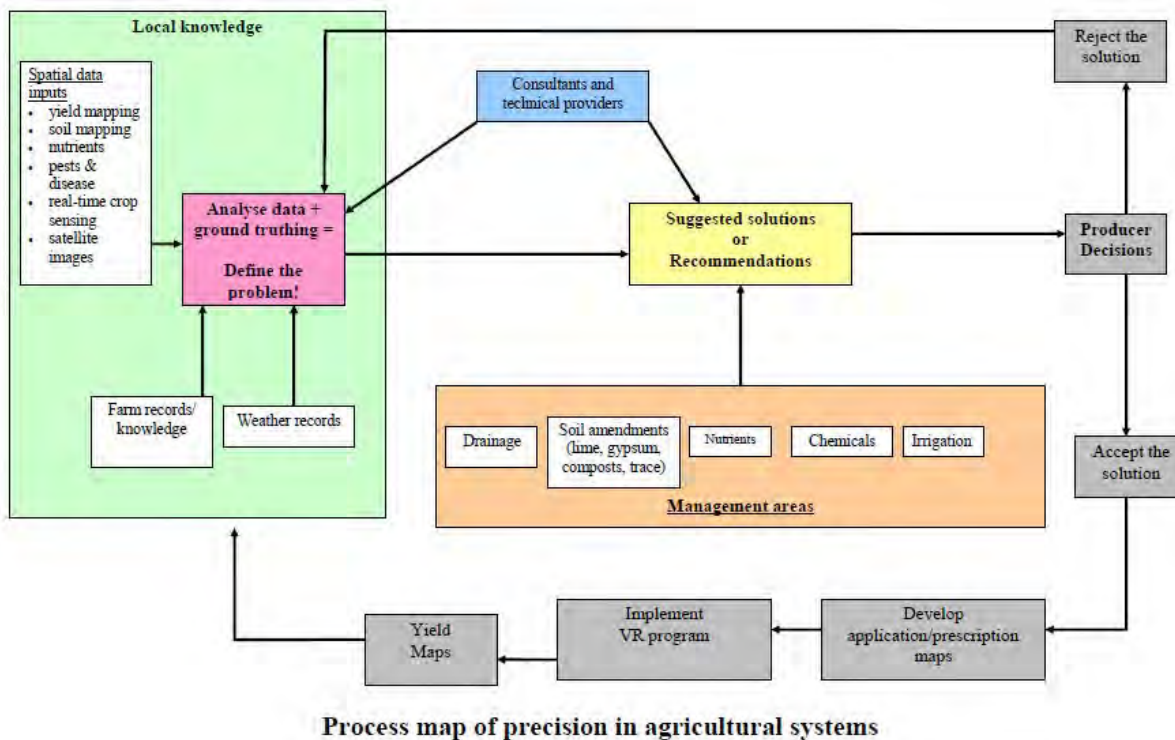 Local knowledge
Spatial data
inputs
• yield mapping
• soil mapping
• nutrients
• pests &
disease
• real-time crop
sensing
• satellite
images
Analyse data +
ground truthing =
Define the
problem!
Farm records/
knowledge
Weather records
Consultants and
technical providers
Suggested solutions
or
Recommendations
Reject the
solution
Producer
Decisions
Accept the
solution
Drainage
Soil amendments
(lime, gypsum,
composts, trace)
Nutrients
Chemicals
Irrigation
Management areas
Yield
Maps
Implement
VR program
Develop
application/prescription
maps
Process map of precision in agricultural systems